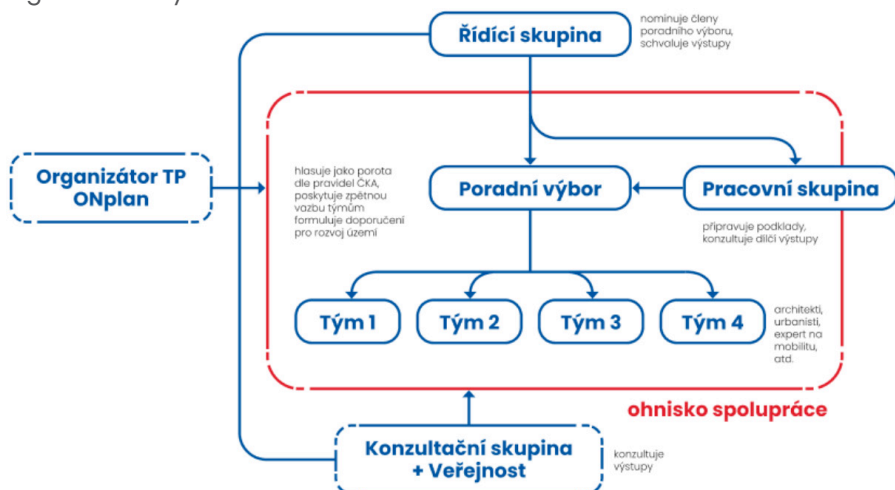 Řídící skupina
nominuje členy
poradního výboru,
schvaluje výstupy
Organizátor TP
ONplan
hlasuje jako porota
dle pravidel ČKA,
poskytuje zpětnou
vazbu týmům
formuluje doporučení
pro rozvoj území
Poradní výbor
Pracovní skupina
připravuje podklady,
konzultuje dílčí výstupy
Tým 1
Tým 2
Tým 3
Tým 4
architekti,
urbanisti,
expert na
mobilitu,
atd.
ohnisko spolupráce
Konzultační skupina
+ Veřejnost
konzultuje
výstupy